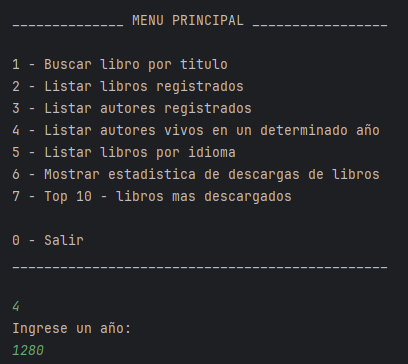 ______________ MENU PRINCIPAL _________________
1 - Buscar libro por titulo
2 - Listar libros registrados
3 - Listar autores registrados
4 - Listar autores vivos en un determinado año
5 - Listar libros por idioma
6 - Mostrar estadistica de descargas de libros
7 - Top 10 - libros mas descargados
0 - Salir
_______________________________________________
4
Ingrese un año:
1280